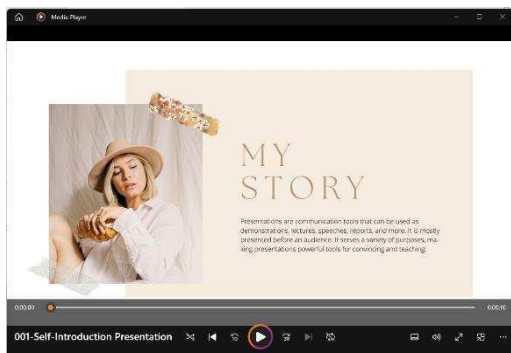 Media Player
MY
STORY
Presentations are communication tools that can be used as
demonstrations, lectures, speeches, reports, and more. It is mostly
presented before an audience. It serves a variety of purposes, ma-
king presentations powerful tools for convincing and teaching.
0:00:00
0:00:10
001-Self-Introduction Presentation
10
30